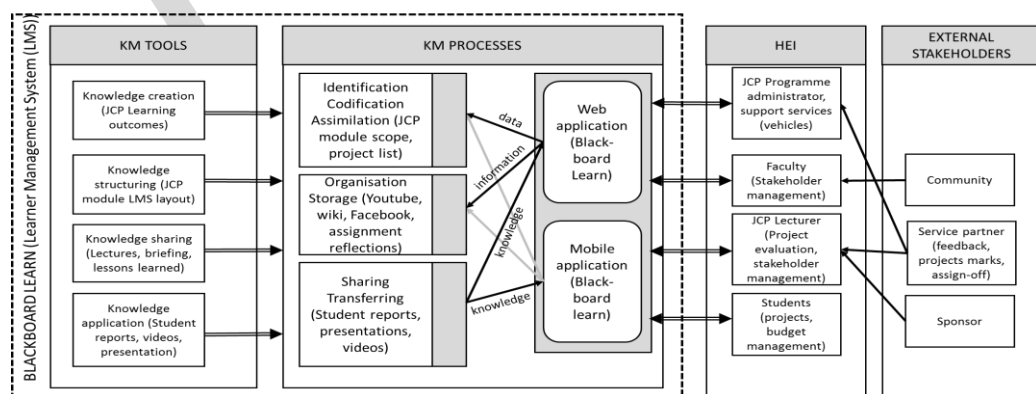 BLACKBOARD LEARN (Learner Management System (LMS))
KM TOOLS
Knowledge creation
(JCP Learning
outcomes)
Knowledge
structuring (JCP
module LMS layout)
Knowledge sharing
(Lectures, briefing,
lessons learned)
Knowledge
application (Student
reports, videos,
presentation)
KM PROCESSES
Identification
Codification
Assimilation (JCP
module scope,
project list)
Organisation
Storage (Youtube,
wiki, Facebook,
assignment
reflections)
Sharing
Transferring
(Student reports,
presentations,
videos)
data
information
knowledge
knowledge
Web
application
(Black-
board
Learn)
Mobile
application
(Black-
board
learn)
HEI
JCP Programme
administrator,
support services
(vehicles)
Faculty
(Stakeholder
management)
JCP Lecturer
(Project
evaluation,
stakeholder
management)
Students
(projects,
budget
management)
EXTERNAL
STAKEHOLDERS
Community
Service partner
(feedback,
projects marks,
assign-off)
Sponsor